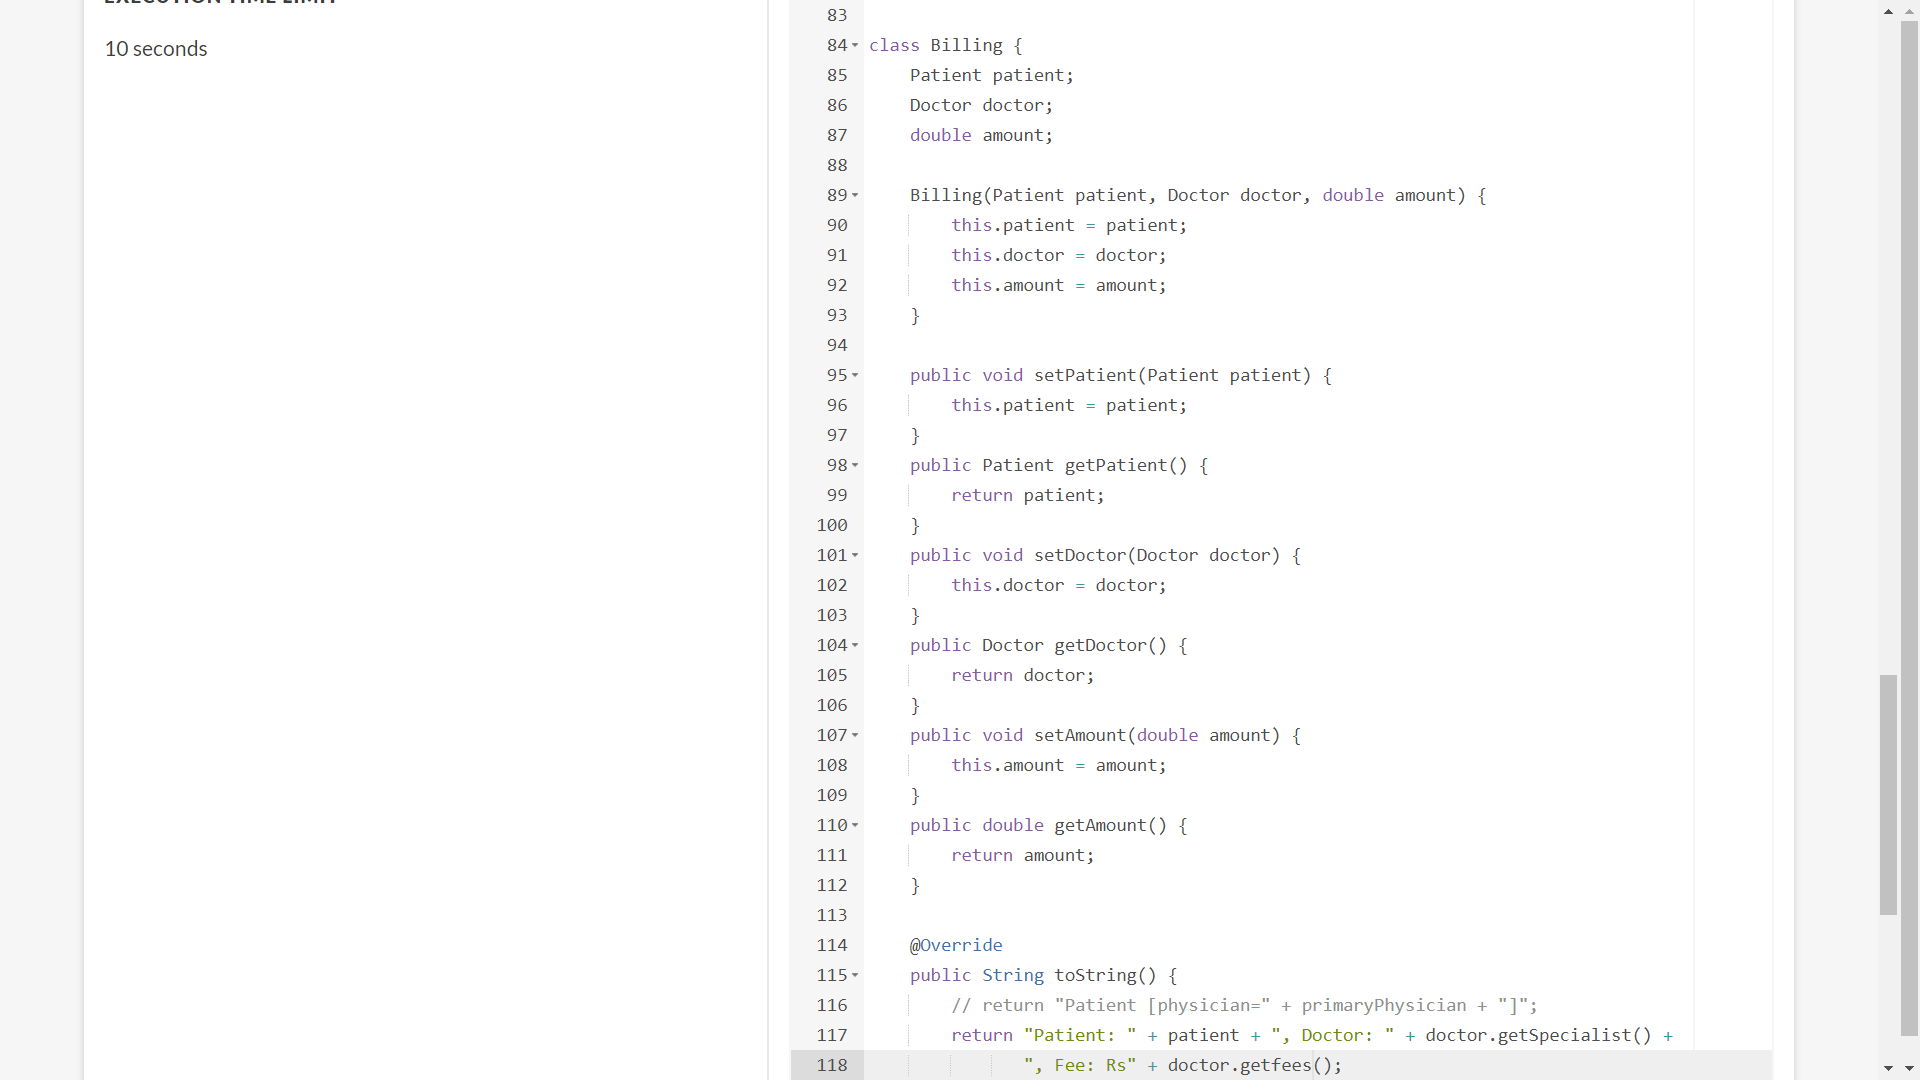 10 seconds
83
84 class Billing {
85 Patient patient;
86 Doctor doctor;
87 double amount;
88
89 Billing(Patient patient, Doctor doctor, double amount) {
90 this.patient = patient;
91 this.doctor = doctor;
92 this.amount = amount;
93 }
94
95 public void setPatient(Patient patient) {
96 this.patient = patient;
97 }
98 public Patient getPatient() {
99 return patient;
100 }
101 public void setDoctor(Doctor doctor) {
102 this.doctor = doctor;
103 }
104 public Doctor getDoctor() {
105 return doctor;
106 }
107 public void setAmount(double amount) {
108 this.amount = amount;
109 }
110 public double getAmount() {
111 return amount;
112 }
113
114 @Override
115 public String toString() {
116 // return "Patient [physician=" + primaryPhysician + "]";
117 return "Patient: " + patient + ", Doctor: " + doctor.getSpecialist() +
118 ", Fee: Rs" + doctor.getfees();